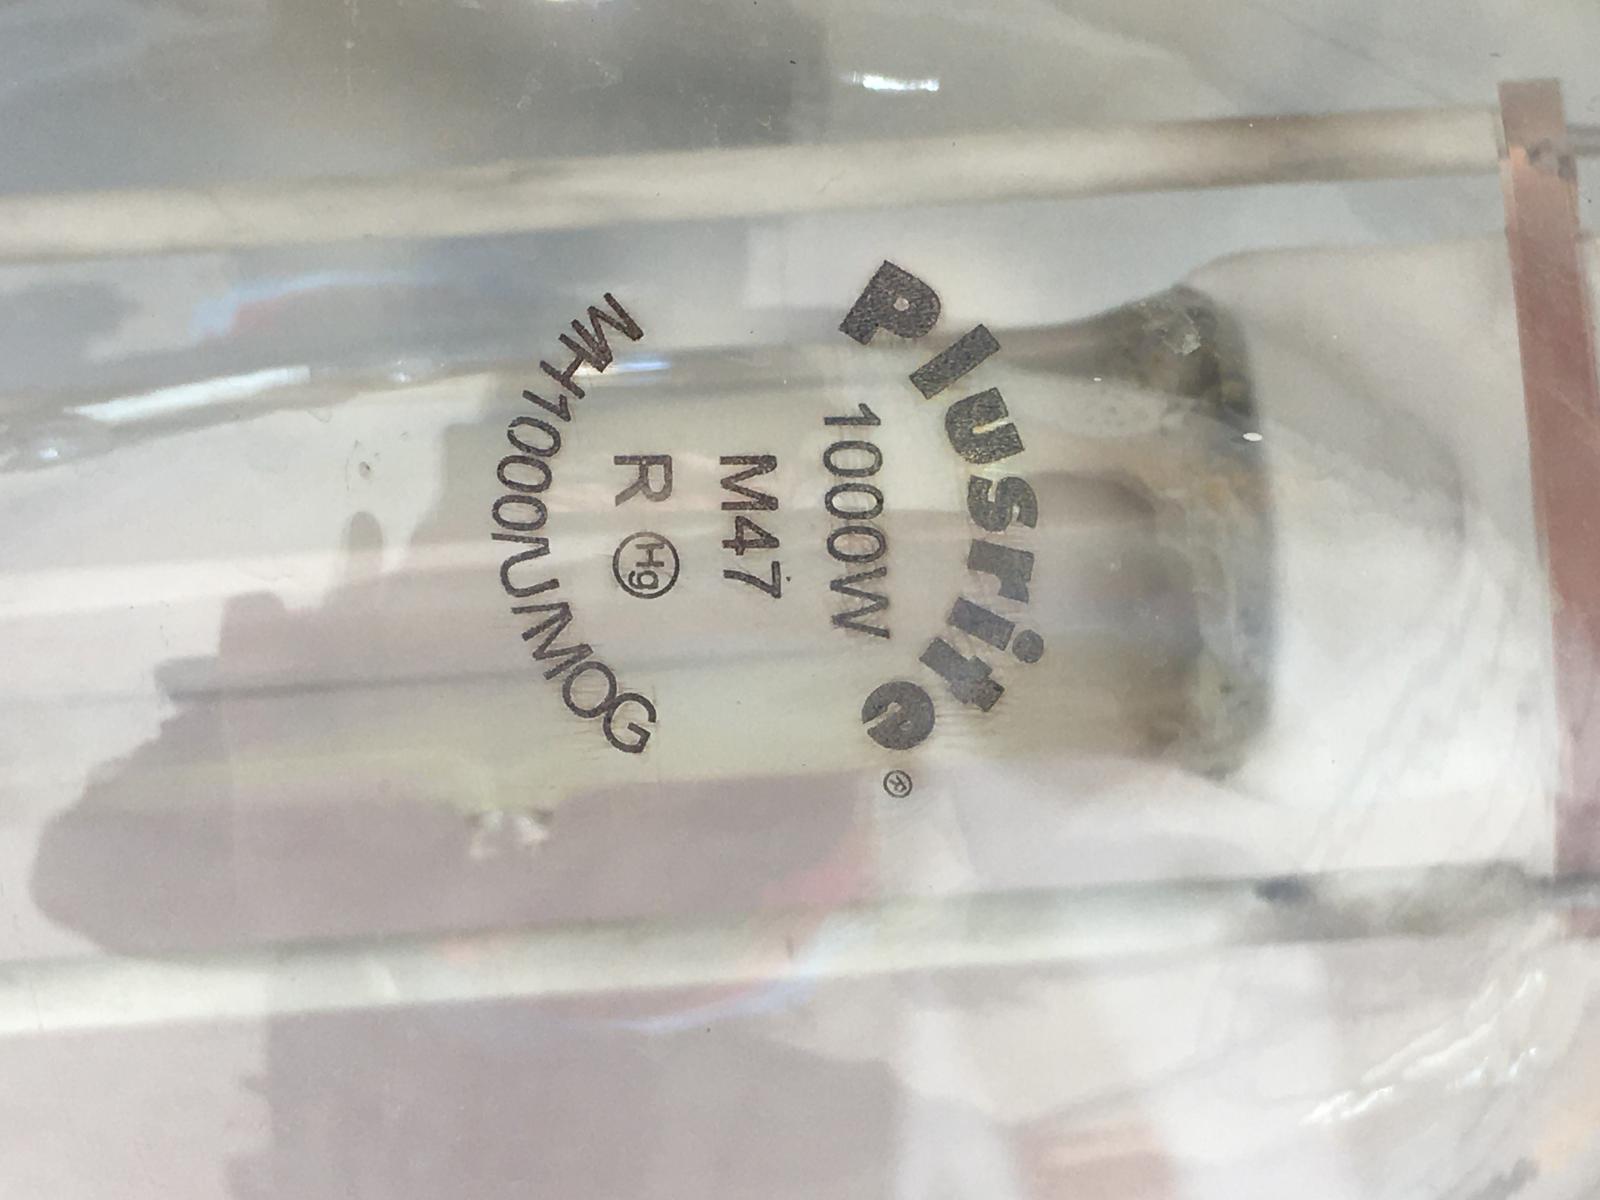 Plusrite ®
1000W
M47
R Hg
MH1000/U/MOG